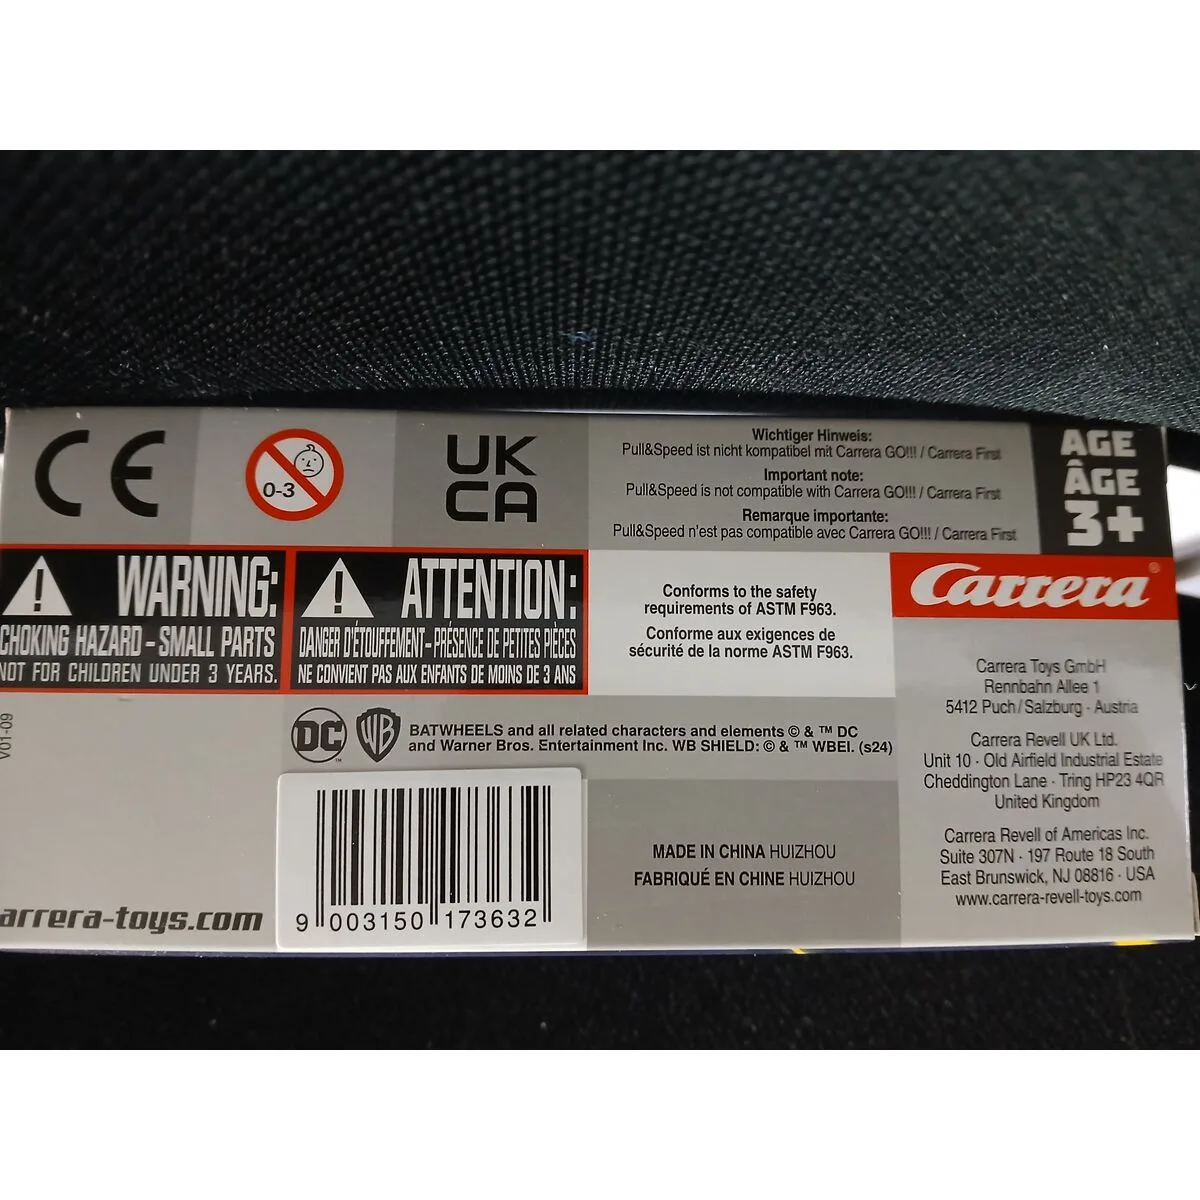 CE
0-3
UK
CA
Wichtiger Hinweis:
Pull&Speed ist nicht kompatibel mit Carrera GO!!! / Carrera First
Important note:
Pull&Speed is not compatible with Carrera GO!!! / Carrera First
Remarque importante:
Pull&Speed n'est pas compatible avec Carrera GO!!! / Carrera First
AGE
ÂGE
3+
! WARNING:
CHOKING HAZARD – SMALL PARTS
NOT FOR CHILDREN UNDER 3 YEARS.
! ATTENTION:
DANGER D'ÉTOUFFEMENT – PRÉSENCE DE PETITES PIÈCES
NE CONVIENT PAS AUX ENFANTS DE MOINS DE 3 ANS
Conforms to the safety
requirements of ASTM F963.
Conforme aux exigences de
sécurité de la norme ASTM F963.
Carrera®
Carrera Toys GmbH
Rennbahn Allee 1
5412 Puch/Salzburg · Austria
Carrera Revell UK Ltd.
Unit 10 · Old Airfield Industrial Estate
Cheddington Lane · Tring HP23 4QR
United Kingdom
Carrera Revell of Americas Inc.
Suite 307N · 197 Route 18 South
East Brunswick, NJ 08816 · USA
www.carrera-revell-toys.com
V01-09
DC™ WB
BATWHEELS and all related characters and elements © & ™ DC
and Warner Bros. Entertainment Inc. WB SHIELD: © & ™ WBEI. (s24)
MADE IN CHINA HUIZHOU
FABRIQUÉ EN CHINE HUIZHOU
arrera-toys.com
9 003150 173632